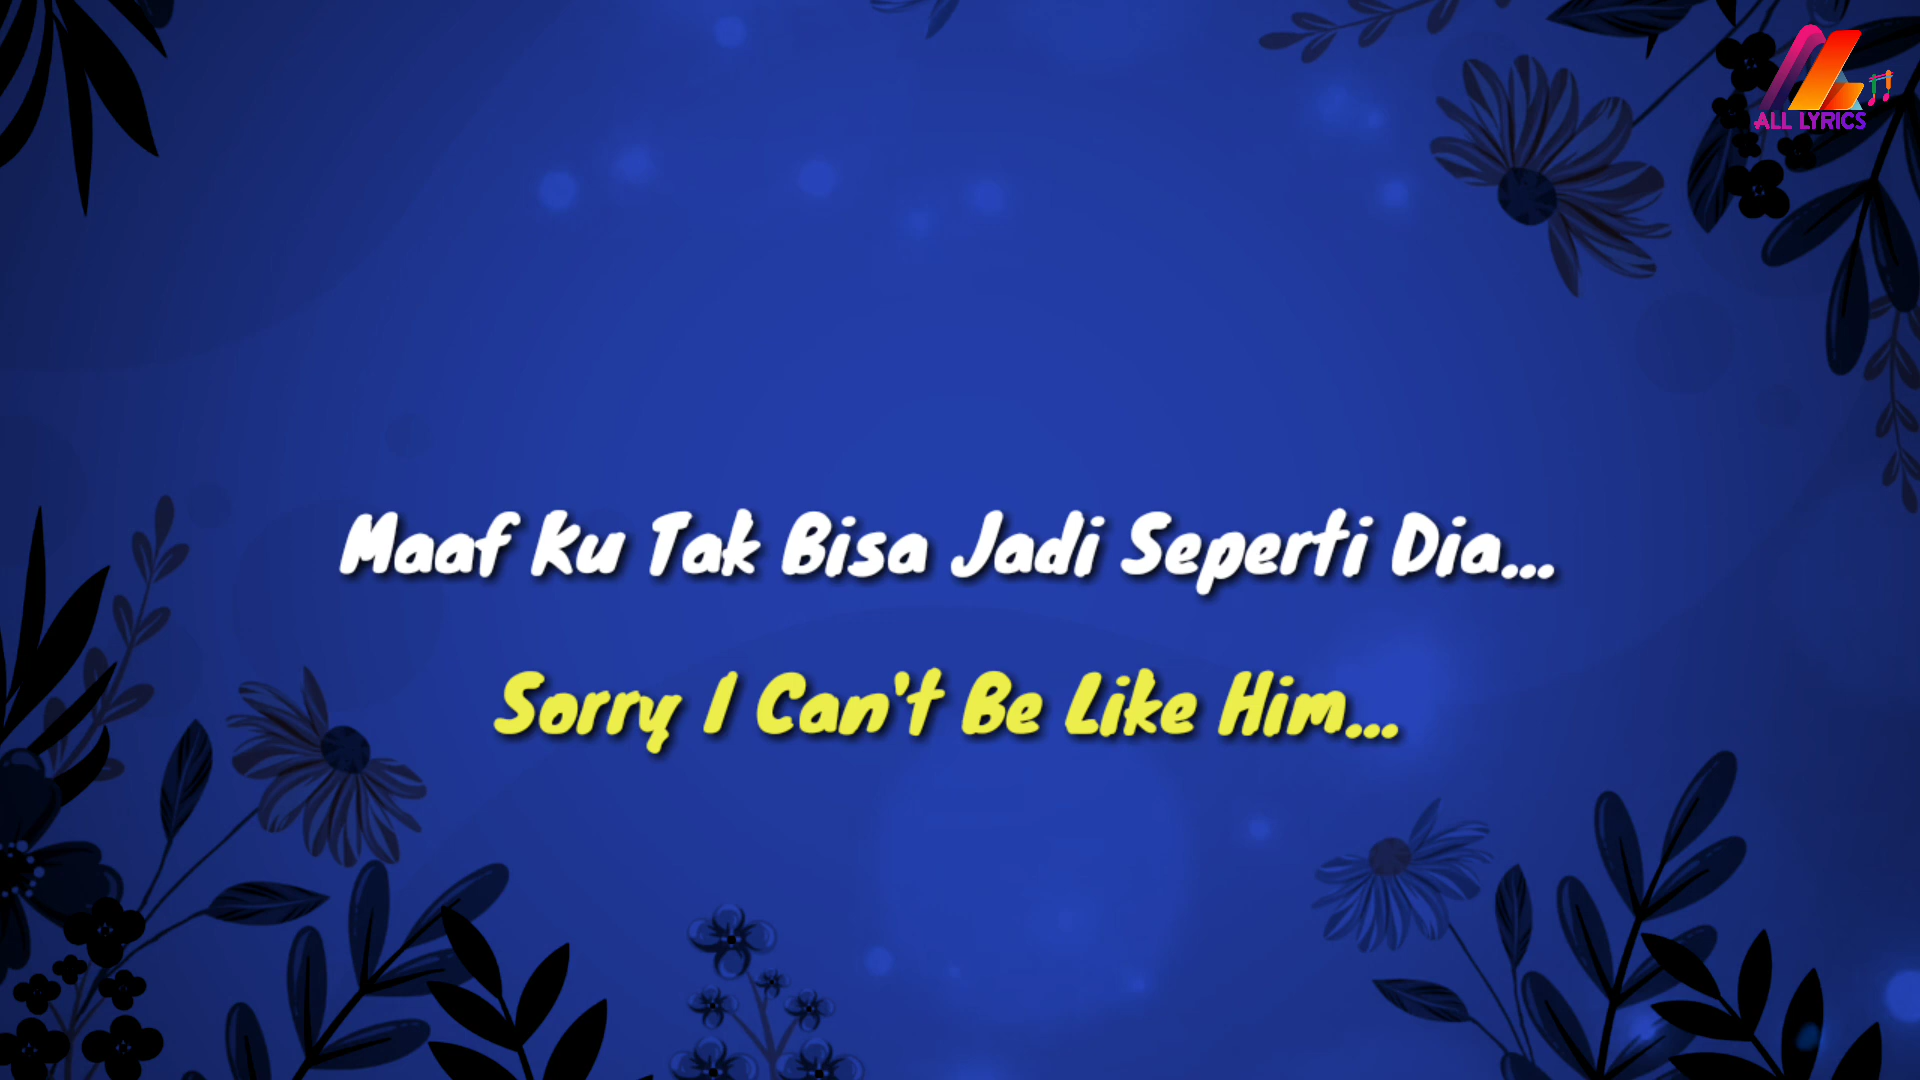 ALL LYRICS
Maaf Ku Tak Bisa Jadi Seperti Dia...
Sorry I Can't Be Like Him...